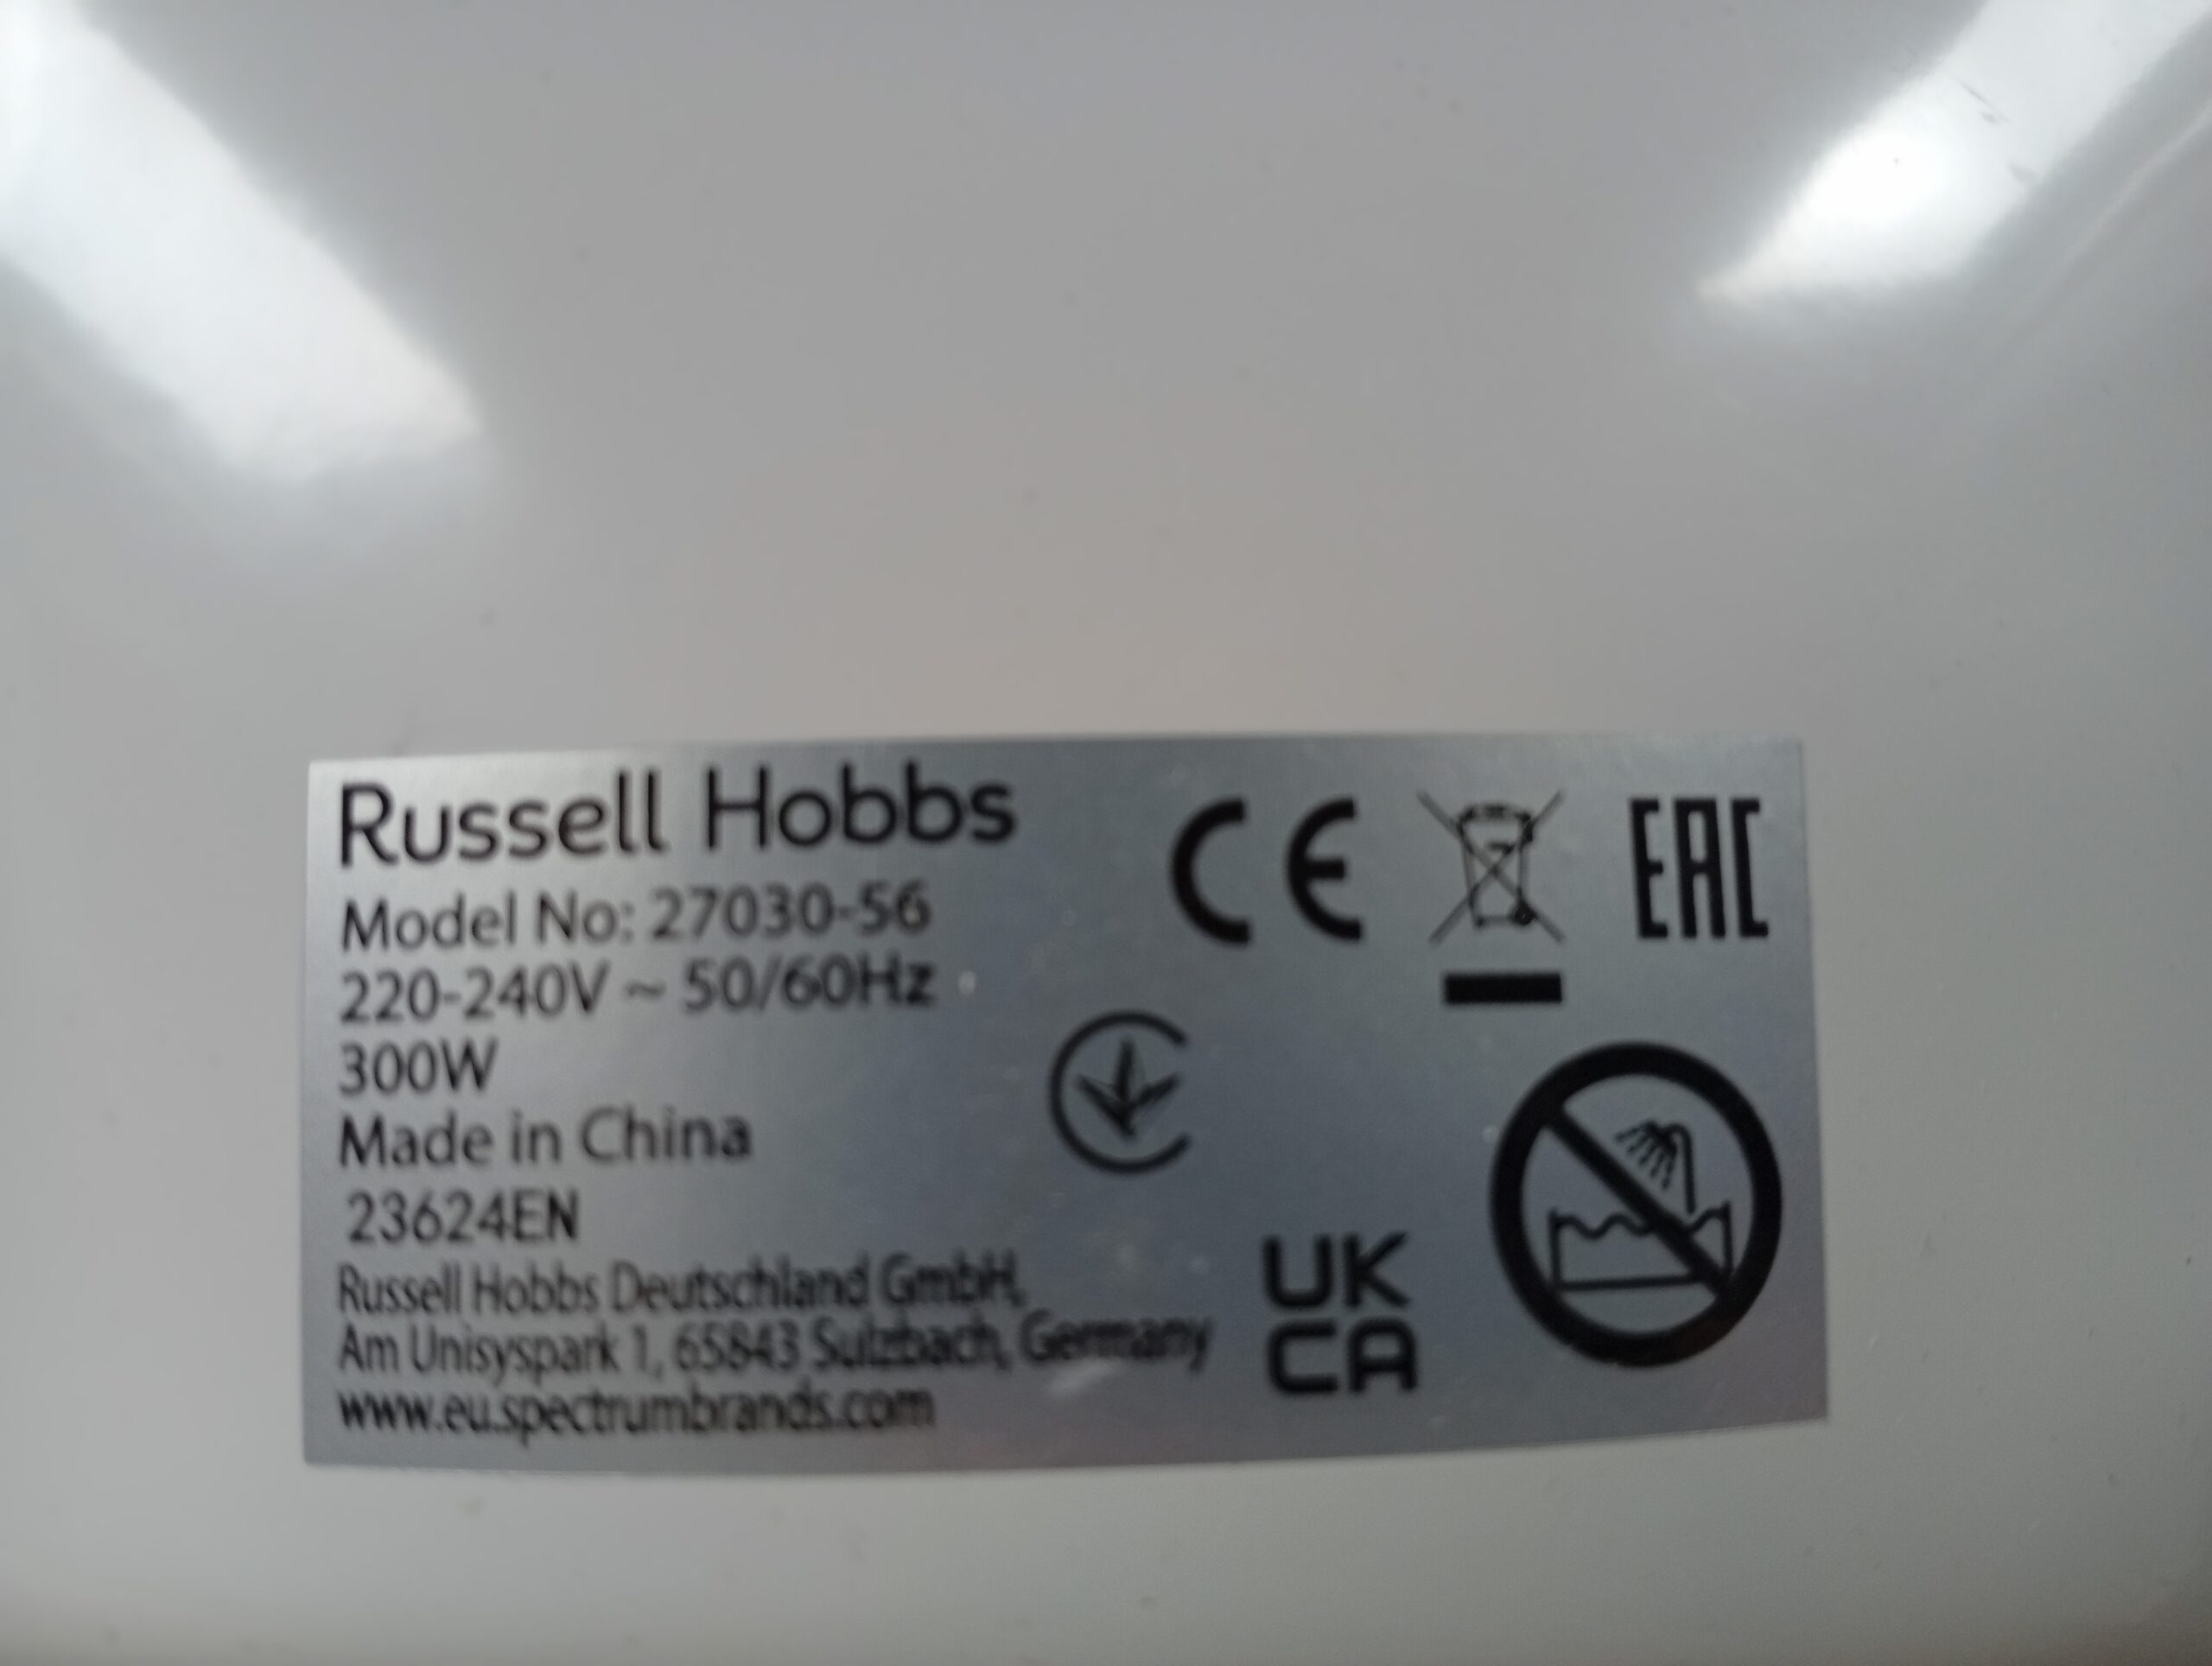 Russell Hobbs
Model No: 27030-56
220-240V ~ 50/60Hz
300W
Made in China
23624EN
Russell Hobbs Deutschland GmbH,
Am Unisyspark 1, 65843 Sulzbach, Germany
www.eu.spectrumbrands.com
CE
EAC
UK
CA